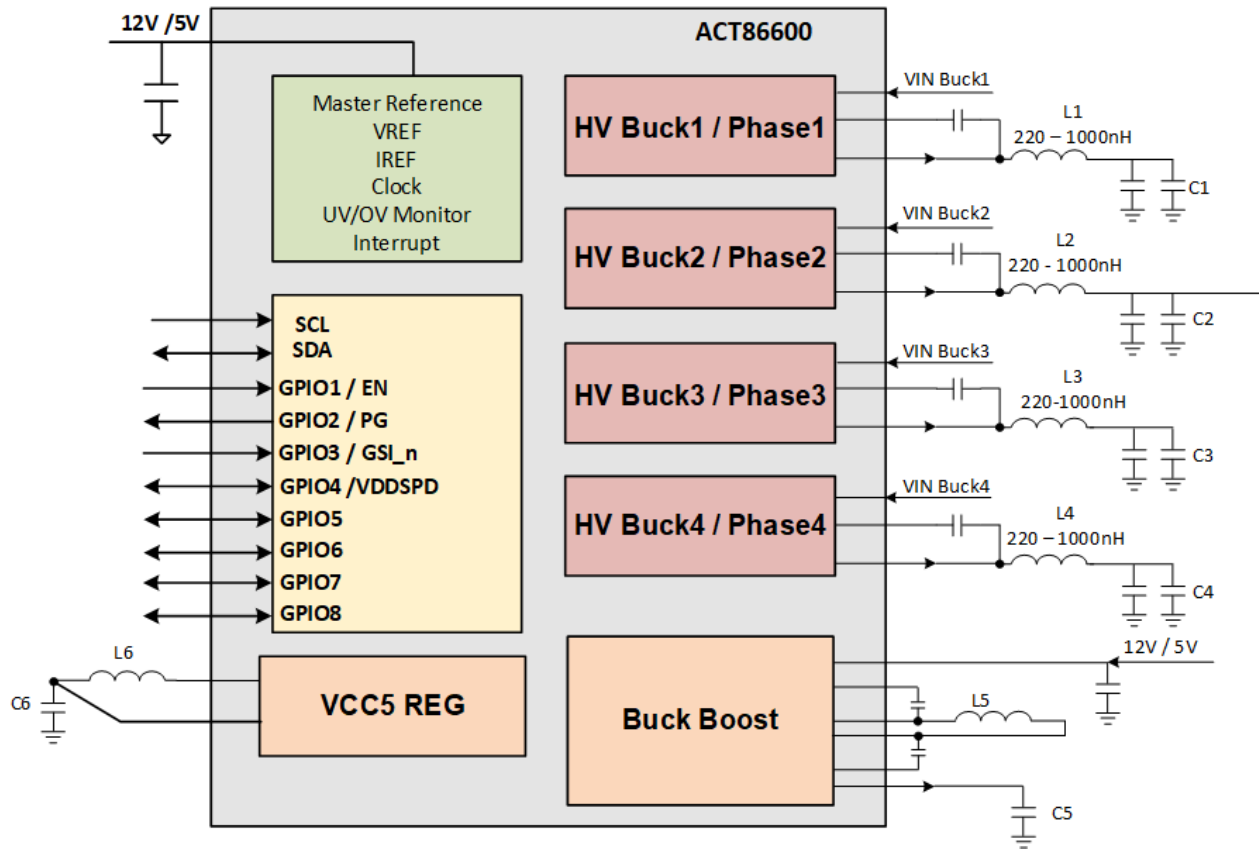 12V /5V
ACT86600
Master Reference
VREF
IREF
Clock
UV/OV Monitor
Interrupt
SCL
SDA
GPIO1 / EN
GPIO2 / PG
GPIO3 / GSI_n
GPIO4 /VDDSPD
GPIO5
GPIO6
GPIO7
GPIO8
L6
C6
VCC5 REG
HV Buck1 / Phase1
VIN Buck1
L1
220 – 1000nH
C1
HV Buck2 / Phase2
VIN Buck2
L2
220 - 1000nH
C2
HV Buck3 / Phase3
VIN Buck3
L3
220-1000nH
C3
HV Buck4 / Phase4
VIN Buck4
L4
220 – 1000nH
C4
Buck Boost
12V / 5V
L5
C5